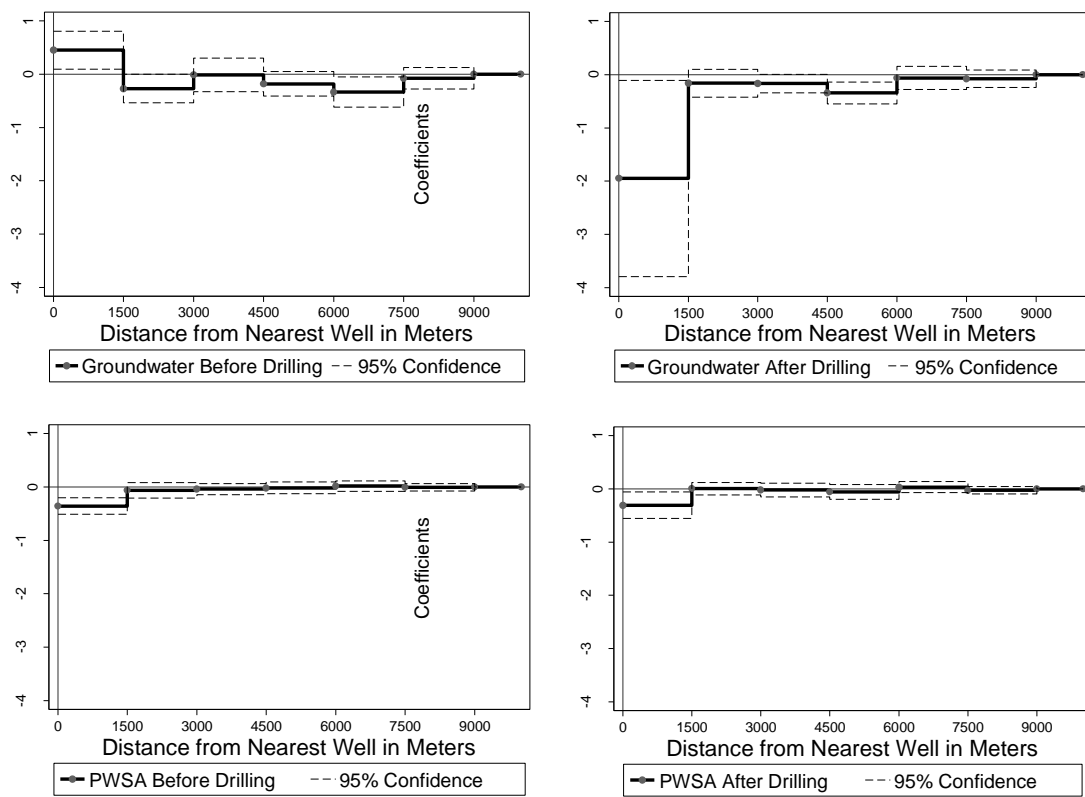 1
0
-1
-2
-3
-4
Coefficients
0 1500 3000 4500 6000 7500 9000
Distance from Nearest Well in Meters
Groundwater Before Drilling 95% Confidence
1
0
-1
-2
-3
-4
0 1500 3000 4500 6000 7500 9000
Distance from Nearest Well in Meters
Groundwater After Drilling 95% Confidence
1
0
-1
-2
-3
-4
Coefficients
0 1500 3000 4500 6000 7500 9000
Distance from Nearest Well in Meters
PWSA Before Drilling 95% Confidence
1
0
-1
-2
-3
-4
0 1500 3000 4500 6000 7500 9000
Distance from Nearest Well in Meters
PWSA After Drilling 95% Confidence